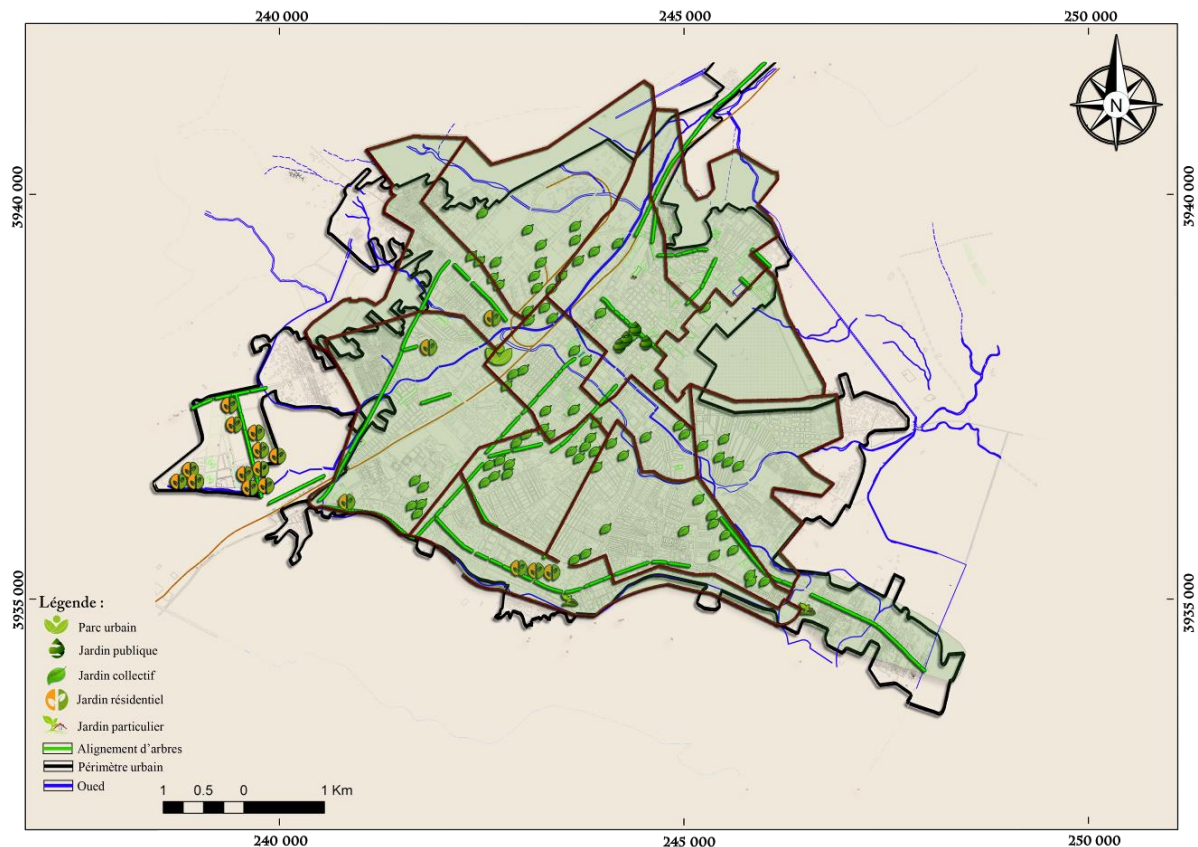 240 000 245 000 250 000
N
3940 000 3940 000
3935 000 3935 000
Légende :
Parc urbain
Jardin publique
Jardin collectif
Jardin résidentiel
Jardin particulier
Alignement d'arbres
Périmètre urbain
Oued
1 0.5 0 1 Km
240 000 245 000 250 000